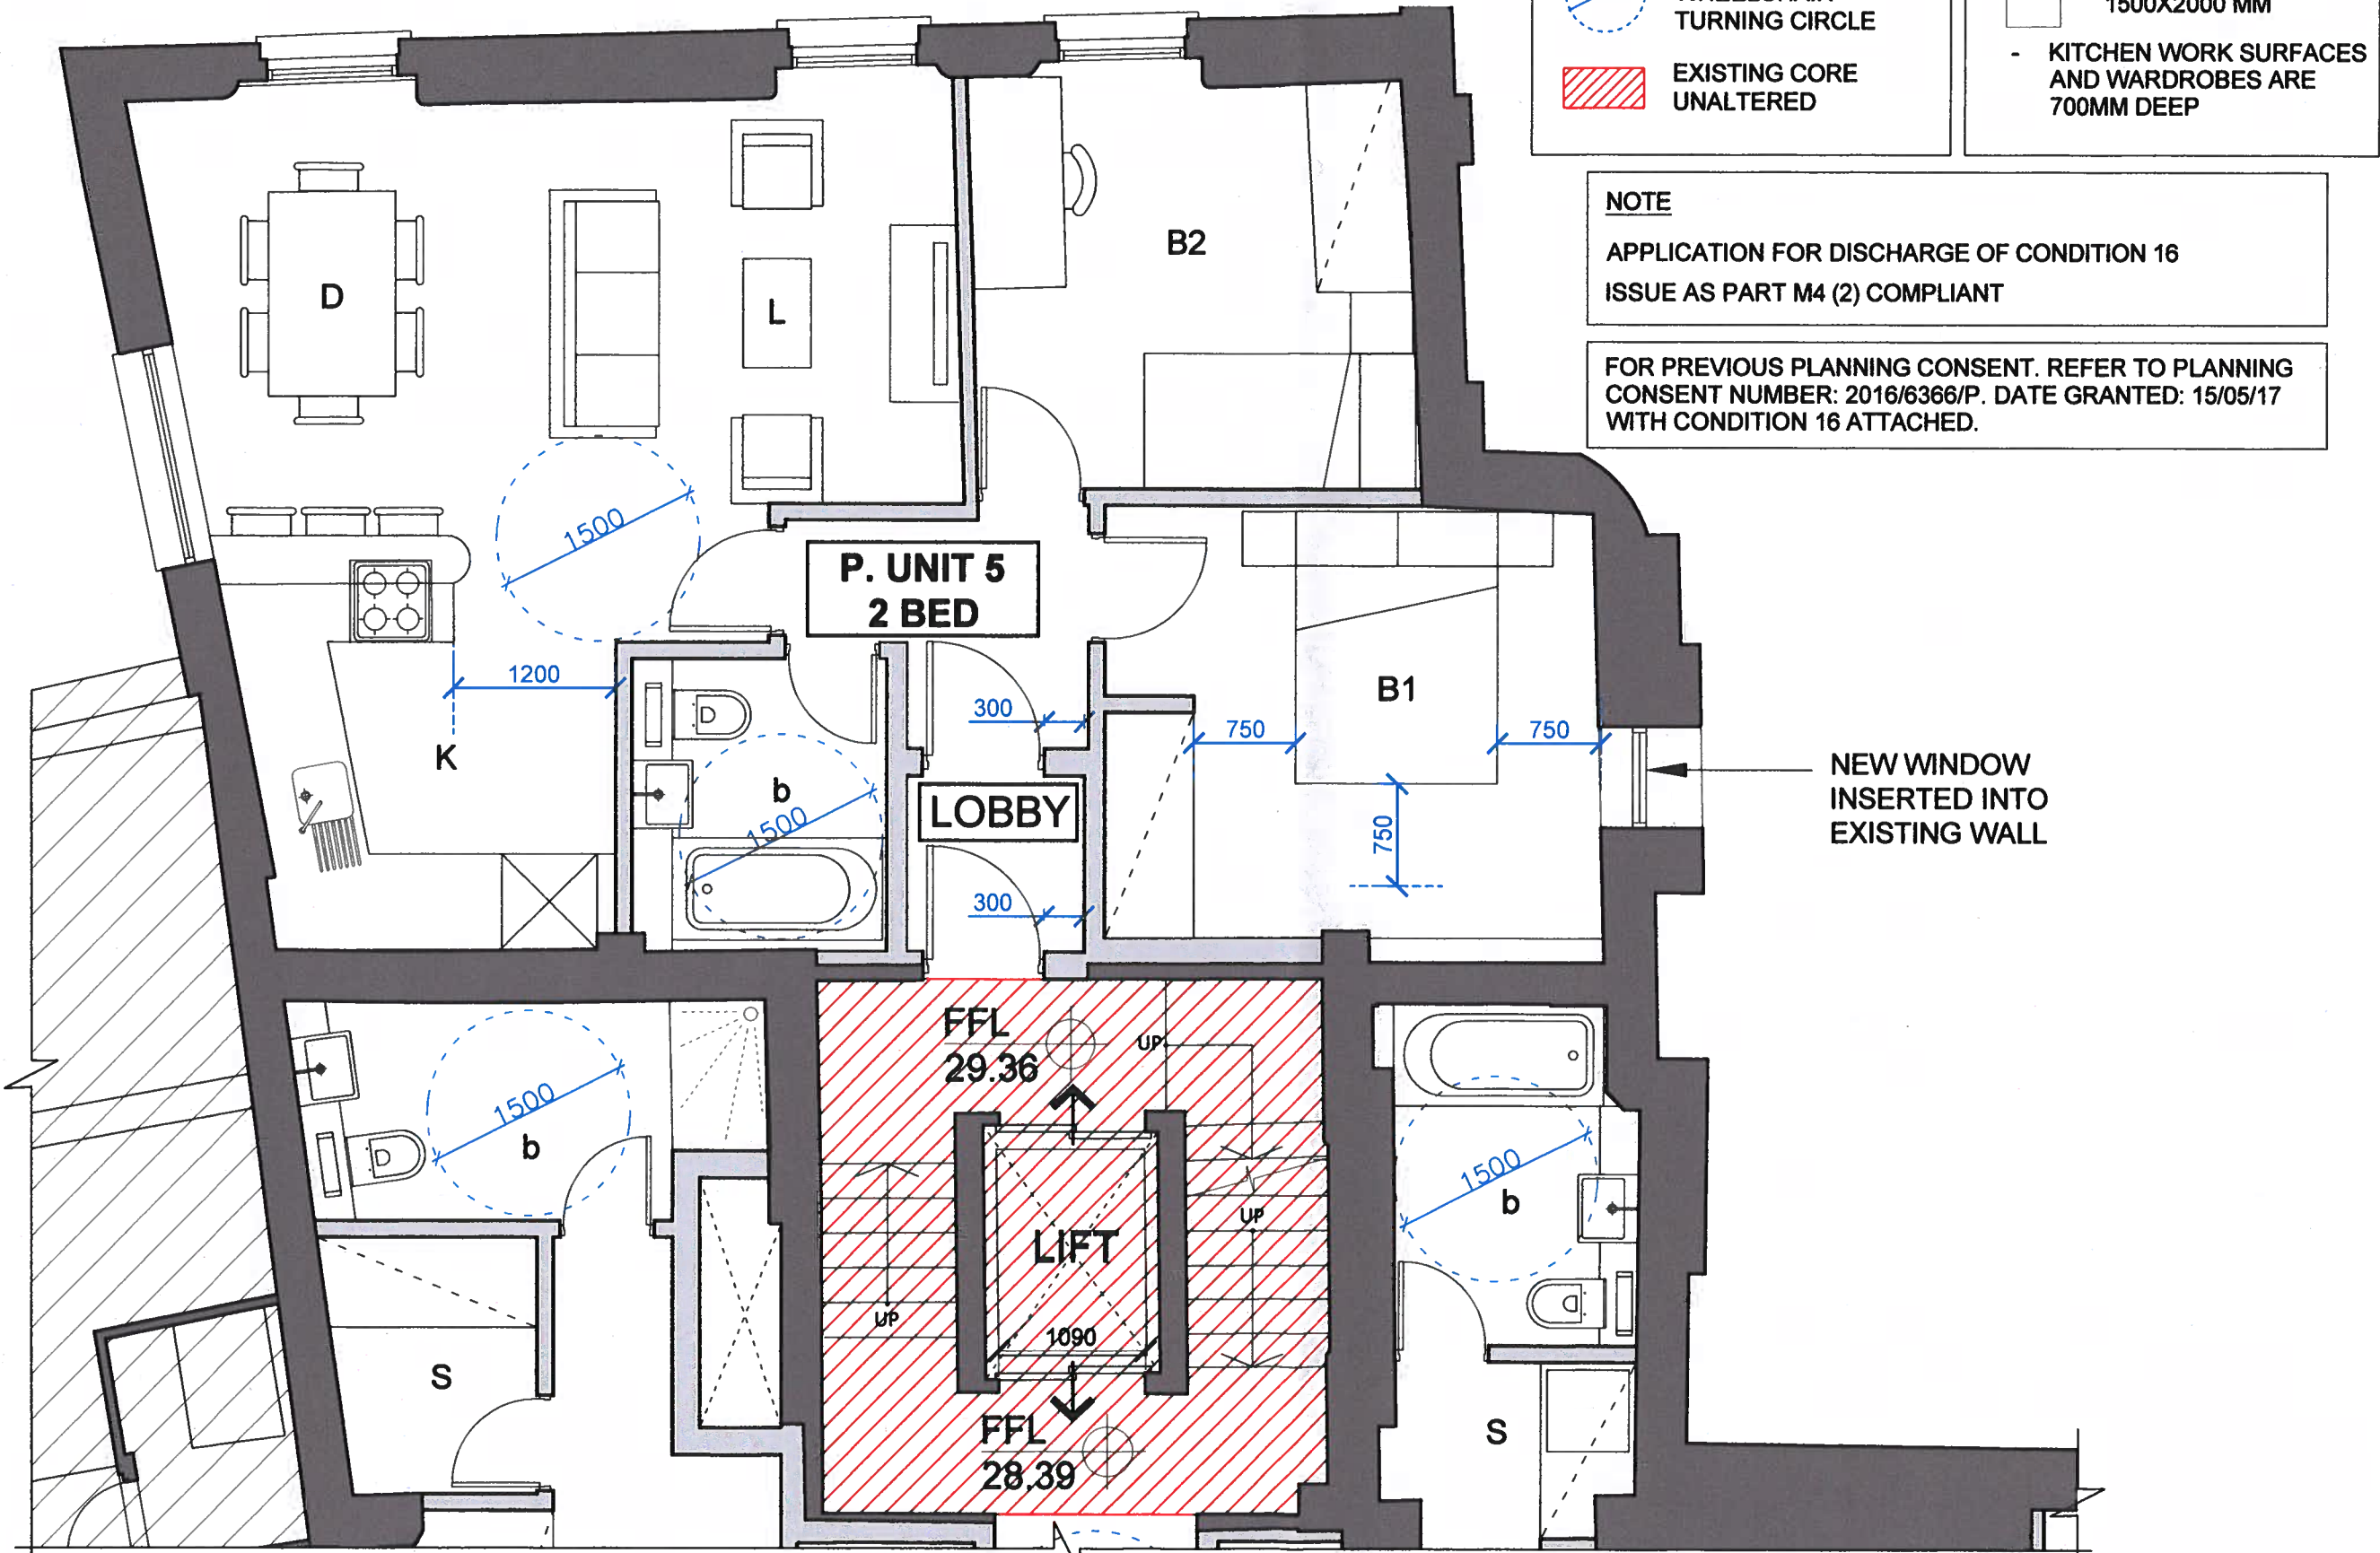 TURNING CIRCLE
EXISTING CORE
UNALTERED
1500X2000 MM
- KITCHEN WORK SURFACES
AND WARDROBES ARE
700MM DEEP
NOTE
APPLICATION FOR DISCHARGE OF CONDITION 16
ISSUE AS PART M4 (2) COMPLIANT
FOR PREVIOUS PLANNING CONSENT. REFER TO PLANNING
CONSENT NUMBER: 2016/6366/P. DATE GRANTED: 15/05/17
WITH CONDITION 16 ATTACHED.
B2
D
L
1500
P. UNIT 5
2 BED
1200
B1
300
750
750
K
b
1500
LOBBY
750
NEW WINDOW
INSERTED INTO
EXISTING WALL
300
FFL
29.36
UP
1500
b
1500
b
LIFT
UP
UP
1090
S
FFL
28.39
S